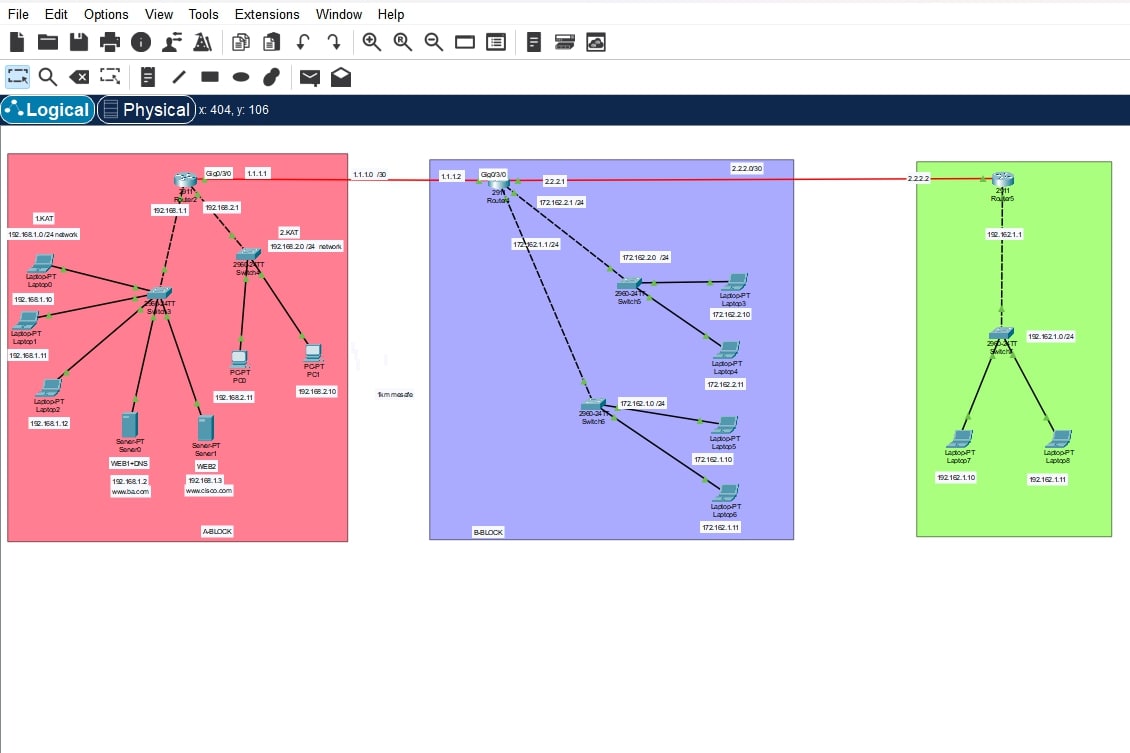 File Edit Options View Tools Extensions Window Help
Logical Physical x: 404, y: 106
Gig0/3/0 1.1.1.1
1.1.1.0 /30
1.1.1.2 Gig0/3/0
2.2.2.1
2.2.2.0/30
2.2.2.2
2911
Router2
192.168.1.1
192.168.2.1
1.KAT
192.168.1.0 /24 network
2.KAT
192.168.2.0 /24 network
Laptop-PT
Laptop0
192.168.1.10
Laptop-PT
Laptop1
192.168.1.11
Laptop-PT
Laptop2
192.168.1.12
2960-24TT
Switch3
2960-24TT
PC-PT
PC0
192.168.2.11
PC-PT
PC1
192.168.2.10
Server-PT
Server0
WEB1+DNS
192.168.1.2
www.ba.com
Server-PT
Server1
WEB2
192.168.1.3
www.cisco.com
A-BLOCK
1km mesafe
172.162.2.1 /24
172.162.1.1 /24
172.162.2.0 /24
2960-24TT
Switch5
Laptop-PT
Laptop3
172.162.2.10
Laptop-PT
Laptop4
172.162.2.11
2960-24TT
Switch6
172.162.1.0 /24
Laptop-PT
Laptop5
172.162.1.10
Laptop-PT
Laptop6
172.162.1.11
B-BLOCK
2911
Router5
192.162.1.1
2960-24TT
192.162.1.0 /24
Laptop-PT
Laptop7
192.162.1.10
Laptop-PT
Laptop8
192.162.1.11